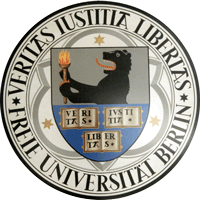 VERITAS IUSTITIA LIBERTAS
FREIE UNIVERSITÄT BERLIN
VERI
TAS
IUSTI
TIA
LIBER
TAS